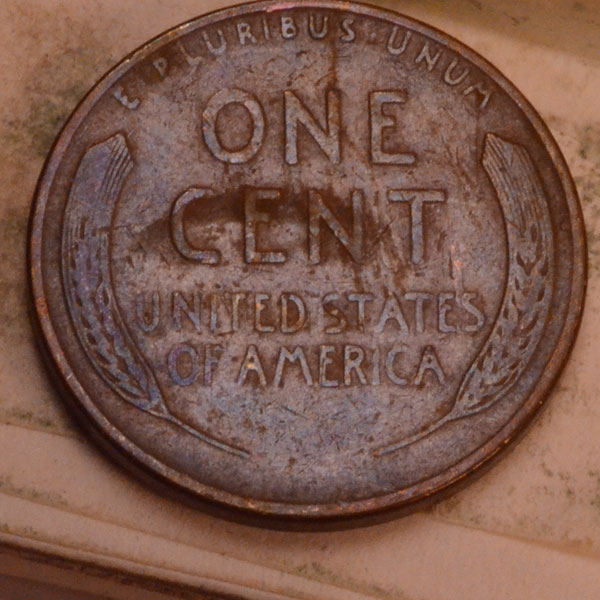 E PLURIBUS UNUM
ONE
CENT
UNITED STATES
OF AMERICA